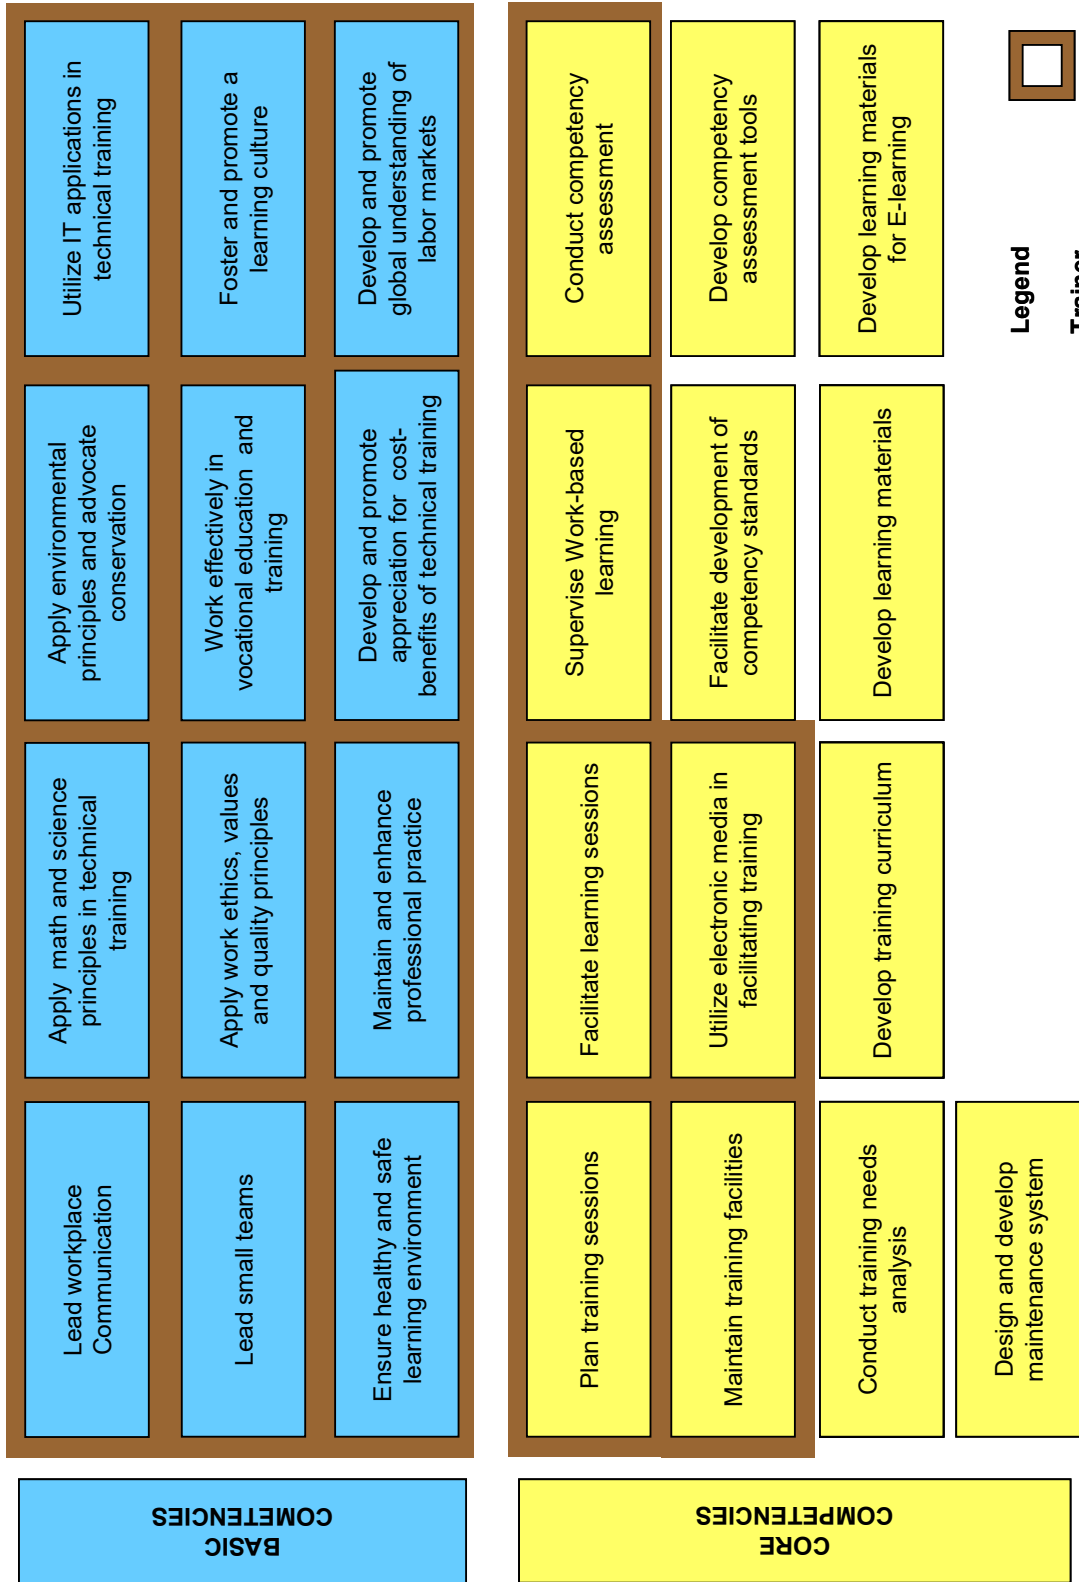 BASIC
COMETENCIES
Lead workplace
Communication
Apply math and science
principles in technical
training
Apply environmental
principles and advocate
conservation
Utilize IT applications in
technical training
Lead small teams
Apply work ethics, values
and quality principles
Work effectively in
vocational education and
training
Foster and promote a
learning culture
Ensure healthy and safe
learning environment
Maintain and enhance
professional practice
Develop and promote
appreciation for cost-
benefits of technical training
Develop and promote
global understanding of
labor markets
CORE
COMPETENCIES
Plan training sessions
Facilitate learning sessions
Supervise Work-based
learning
Conduct competency
assessment
Maintain training facilities
Utilize electronic media in
facilitating training
Facilitate development of
competency standards
Develop competency
assessment tools
Conduct training needs
analysis
Develop training curriculum
Develop learning materials
Develop learning materials
for E-learning
Design and develop
maintenance system
Legend
Trainer